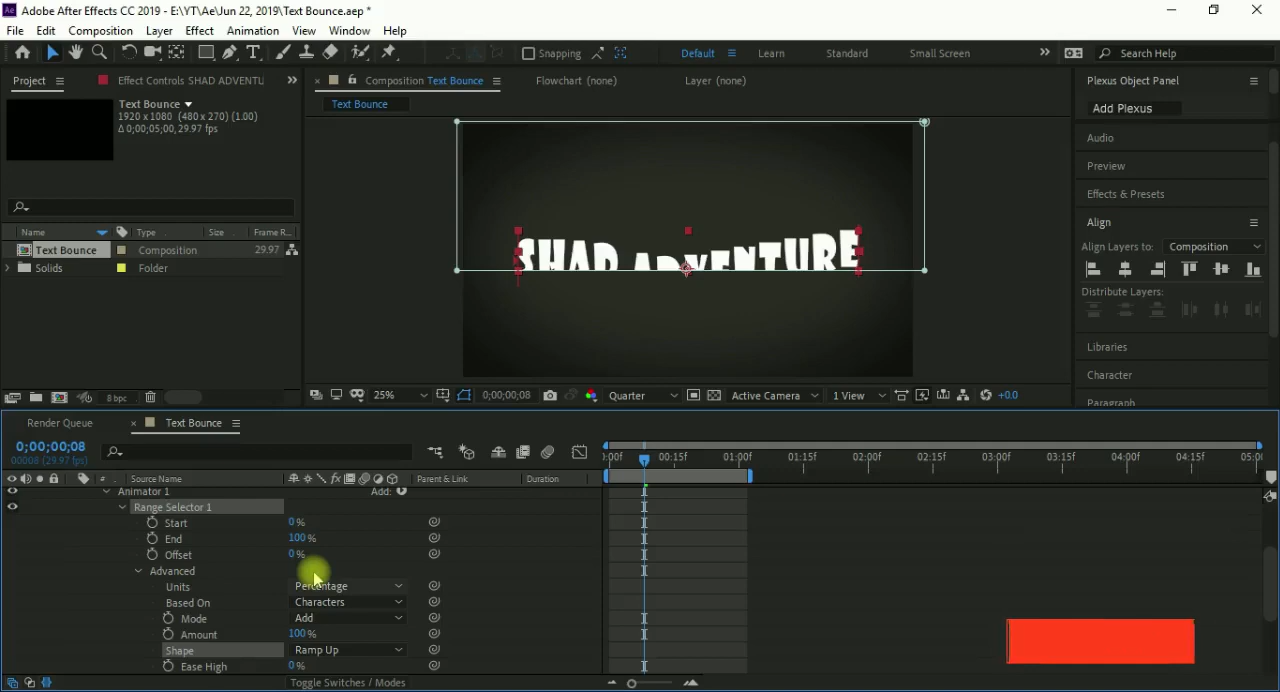 Ae Adobe After Effects CC 2019 - E:\YT\Ae\Jun 22, 2019\Text Bounce.aep *
File Edit Composition Layer Effect Animation View Window Help
Snapping Default Learn Standard Small Screen Search Help
Project Effect Controls SHAD ADVENTU Composition Text Bounce Flowchart (none) Layer (none) Plexus Object Panel
Text Bounce
1920 x 1080 (480 x 270) (1.00)
Δ 0;00;05;00, 29.97 fps
Text Bounce
Add Plexus
Audio
Preview
Effects & Presets
Align
Align Layers to: Composition
Distribute Layers:
Libraries
Character
Paragraph
Name Type Size Frame R...
Text Bounce Composition 29.97
Solids Folder
SHAD ADVENTURE
8 bpc
25% 0;00;00;08 Quarter Active Camera 1 View +0.0
Render Queue Text Bounce
0;00;00;08
00008 (29.97 fps)
:00f 00:15f 01:00f 01:15f 02:00f 02:15f 03:00f 03:15f 04:00f 04:15f 05:0
# Source Name Parent & Link Duration
Animator 1 Add:
Range Selector 1
Start 0%
End 100%
Offset 0%
Advanced
Units Percentage
Based On Characters
Mode Add
Amount 100%
Shape Ramp Up
Ease High 0%
Toggle Switches / Modes